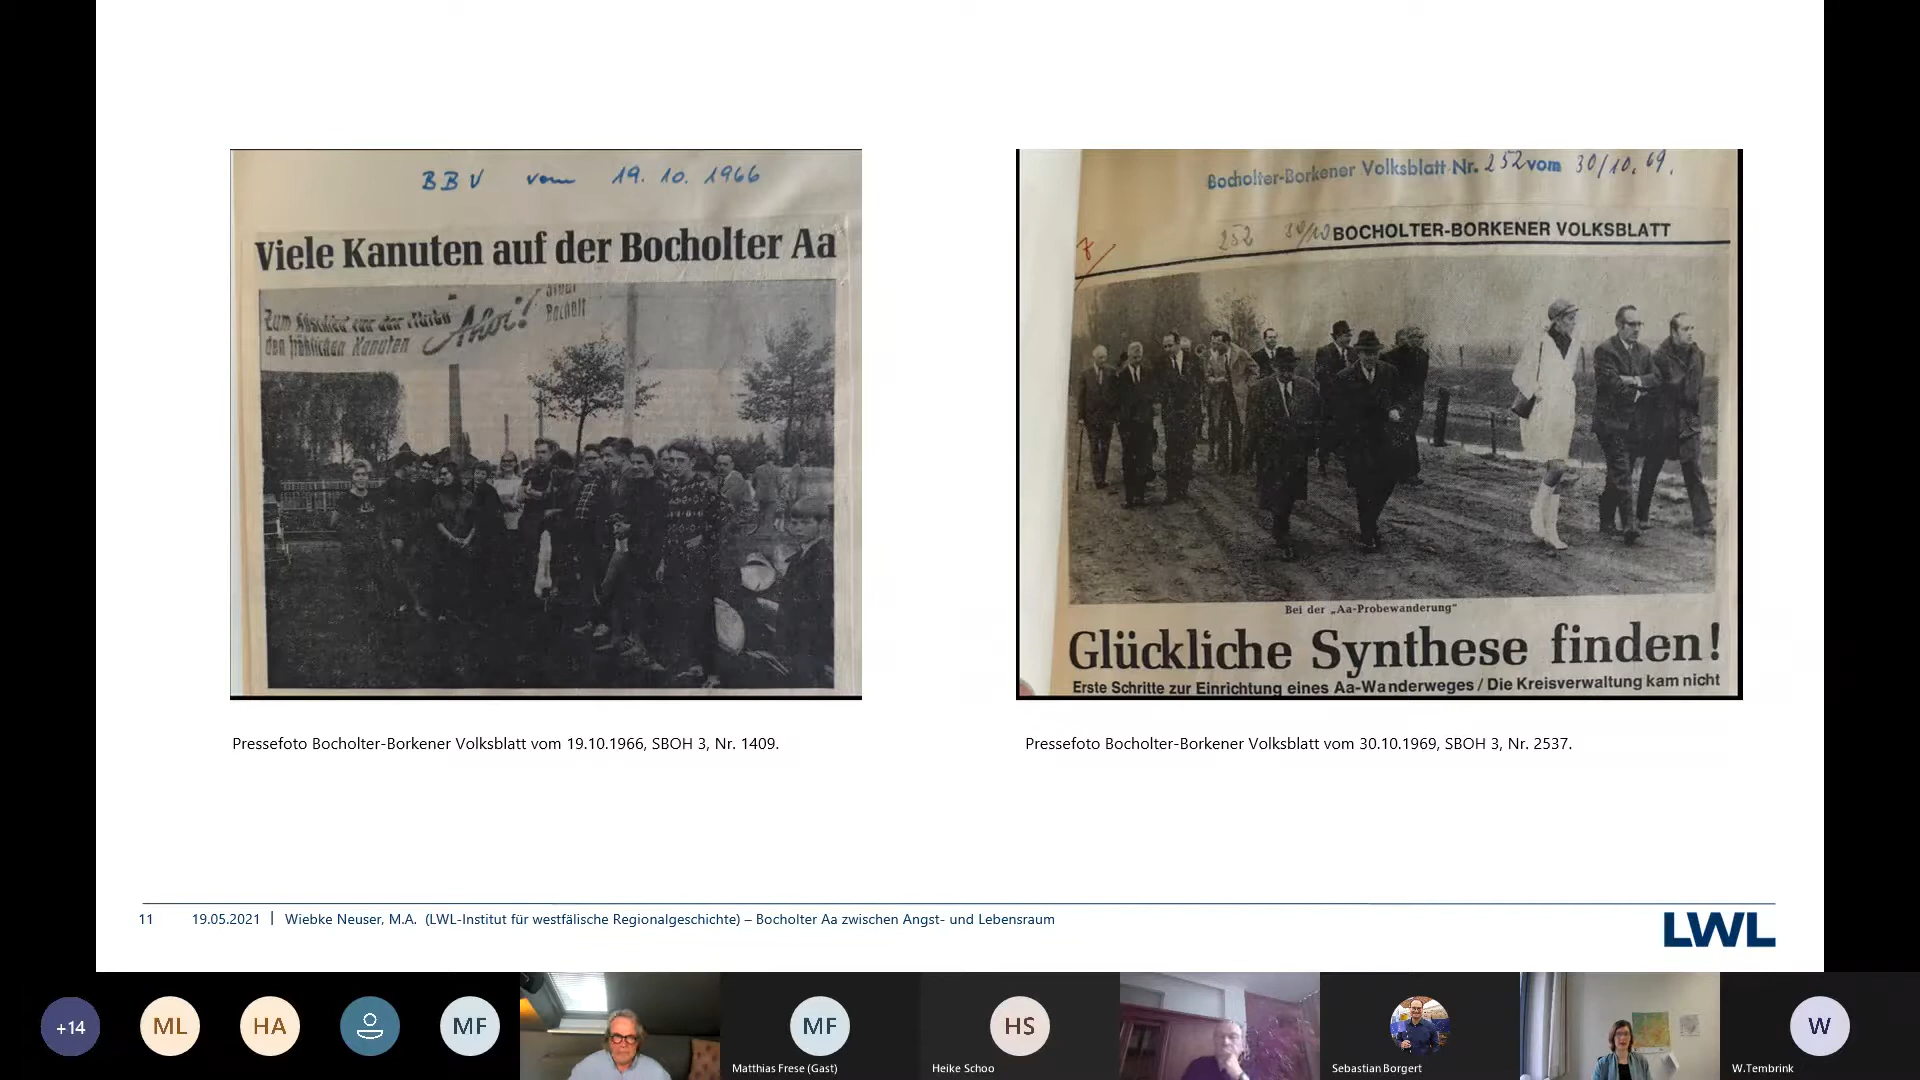 BBV vom 19.10.1966
Viele Kanuten auf der Bocholter Aa
Zum Abschied von den
den fröhlichen Kanuten
Ahoi!
Bocholt
Bocholter-Borkener Volksblatt Nr. 252 vom 30/10.69.
252 30/10 BOCHOLTER-BORKENER VOLKSBLATT
7
Bei der „Aa-Probewanderung“
Glückliche Synthese finden!
Erste Schritte zur Einrichtung eines Aa-Wanderweges / Die Kreisverwaltung kam nicht
Pressefoto Bocholter-Borkener Volksblatt vom 19.10.1966, SBOH 3, Nr. 1409.
Pressefoto Bocholter-Borkener Volksblatt vom 30.10.1969, SBOH 3, Nr. 2537.
11 19.05.2021 | Wiebke Neuser, M.A. (LWL-Institut für westfälische Regionalgeschichte) – Bocholter Aa zwischen Angst- und Lebensraum
LWL
+14
ML
HA
MF
MF
Matthias Frese (Gast)
HS
Heike Schoo
Sebastian Borgert
W
W.Tembrink